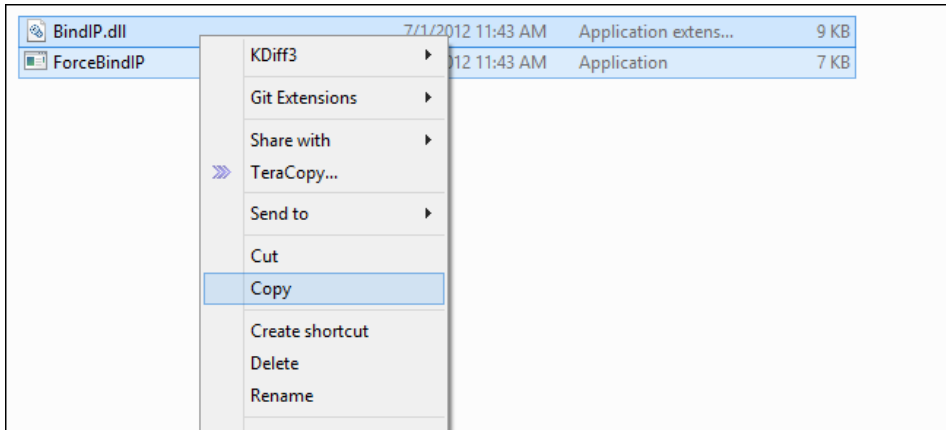 BindIP.dll 7/1/2012 11:43 AM Application extens... 9 KB
ForceBindIP 012 11:43 AM Application 7 KB
KDiff3
Git Extensions
Share with
TeraCopy...
Send to
Cut
Copy
Create shortcut
Delete
Rename